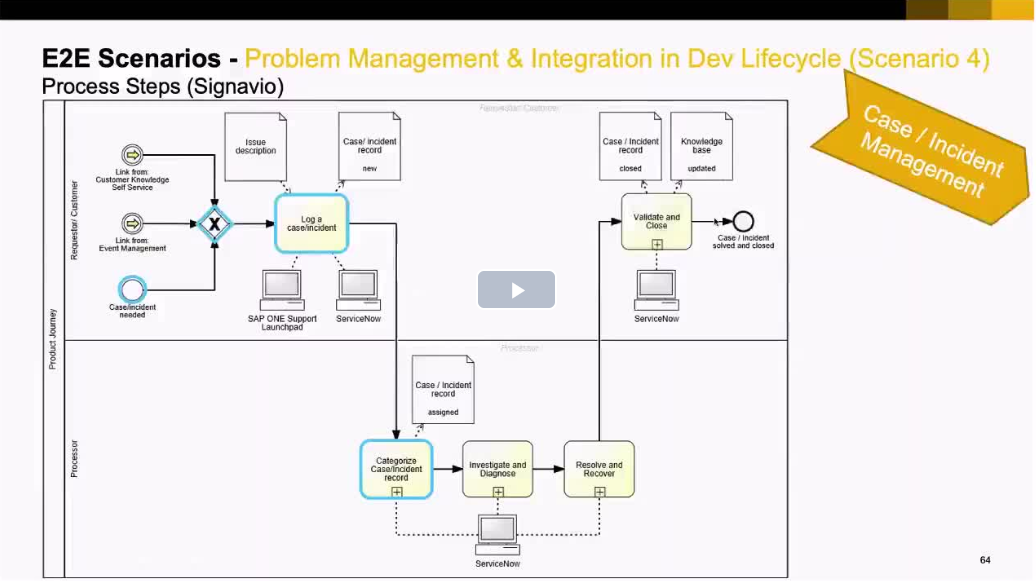 E2E Scenarios - Problem Management & Integration in Dev Lifecycle (Scenario 4)
Process Steps (Signavio)
Case / Incident
Management
Product Journey
Requestor/ Customer
Link from:
Customer Knowledge
Self Service
Link from:
Event Management
Case/incident
needed
X
Issue
description
Case/ incident
record
new
Log a
case/incident
SAP ONE Support
Launchpad
ServiceNow
Case / Incident
record
closed
Knowledge
base
updated
Validate and
Close
ServiceNow
Case / Incident
solved and closed
Processor
Processor
Case / Incident
record
assigned
Categorize
Case/Incident
record
Investigate and
Diagnose
Resolve and
Recover
ServiceNow
64